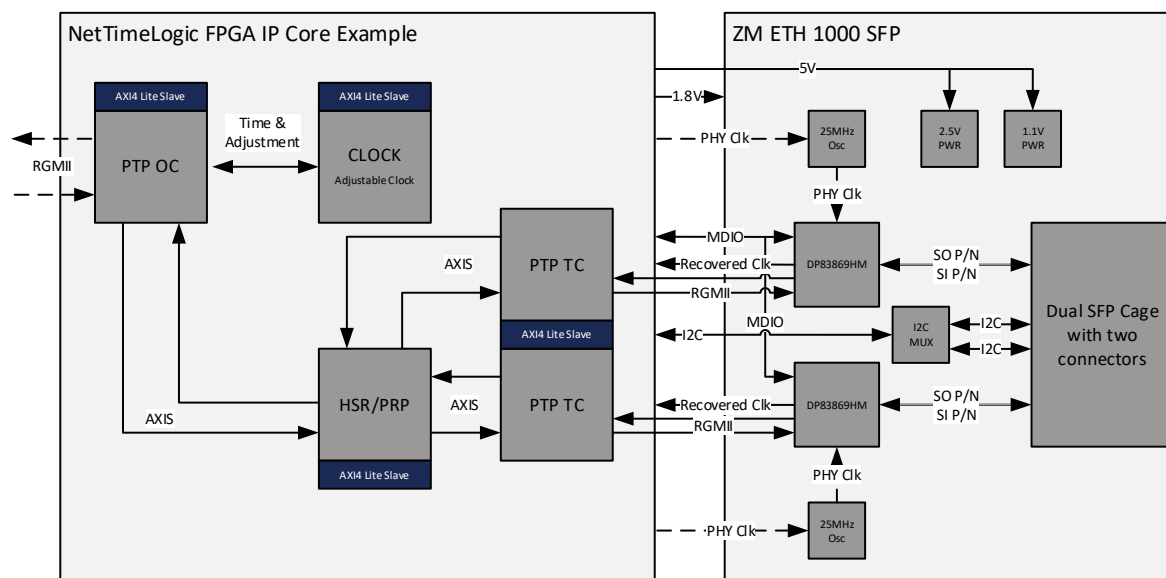 NetTimeLogic FPGA IP Core Example
ZM ETH 1000 SFP
5V
1.8V
AXI4 Lite Slave
PTP OC
Time &
Adjustment
AXI4 Lite Slave
CLOCK
Adjustable Clock
RGMII
PHY Clk
25MHz
Osc
2.5V
PWR
1.1V
PWR
PHY Clk
PTP TC
AXIS
MDIO
Recovered Clk
RGMII
DP83869HM
SO P/N
SI P/N
AXI4 Lite Slave
I2C
MDIO
I2C
MUX
I2C
I2C
Dual SFP Cage
with two
connectors
HSR/PRP
AXI4 Lite Slave
AXIS
AXIS
PTP TC
Recovered Clk
RGMII
DP83869HM
SO P/N
SI P/N
PHY Clk
PHY Clk
25MHz
Osc